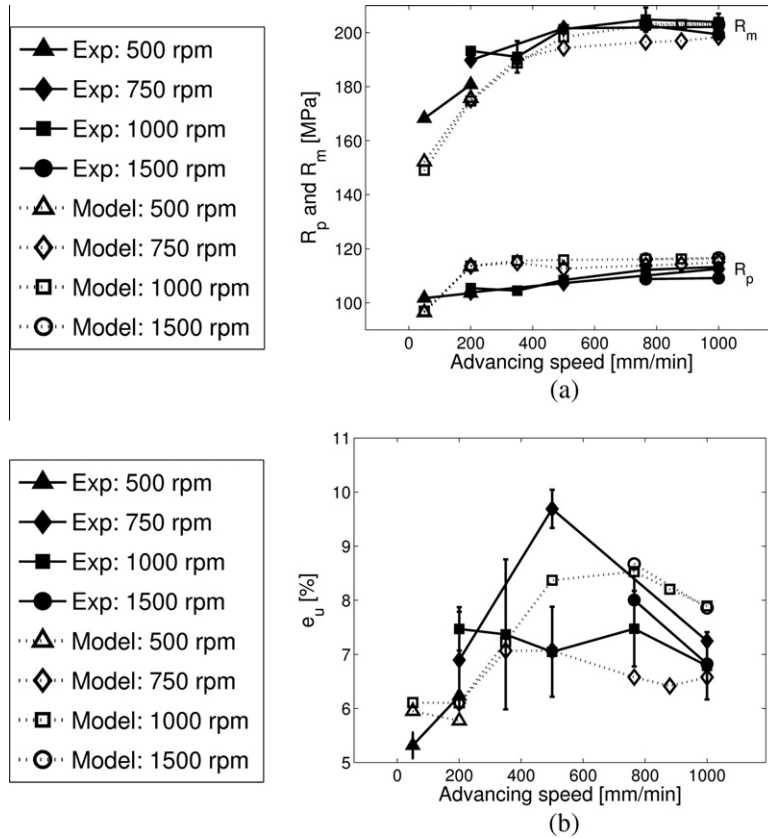 Exp: 500 rpm
Exp: 750 rpm
Exp: 1000 rpm
Exp: 1500 rpm
Model: 500 rpm
Model: 750 rpm
Model: 1000 rpm
Model: 1500 rpm
R_p and R_m [MPa]
200
180
160
140
120
100
R_m
R_p
0 200 400 600 800 1000
Advancing speed [mm/min]
(a)
Exp: 500 rpm
Exp: 750 rpm
Exp: 1000 rpm
Exp: 1500 rpm
Model: 500 rpm
Model: 750 rpm
Model: 1000 rpm
Model: 1500 rpm
e_u [%]
11
10
9
8
7
6
5
0 200 400 600 800 1000
Advancing speed [mm/min]
(b)